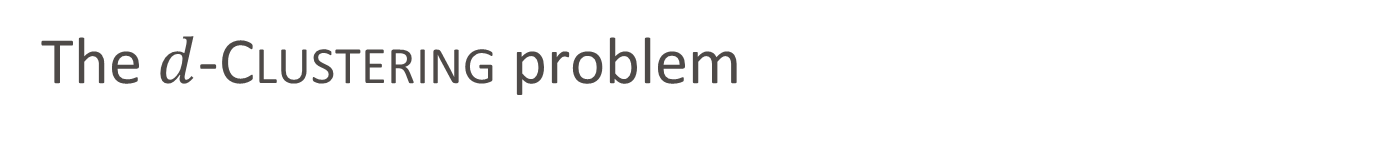 The d-CLUSTERING problem